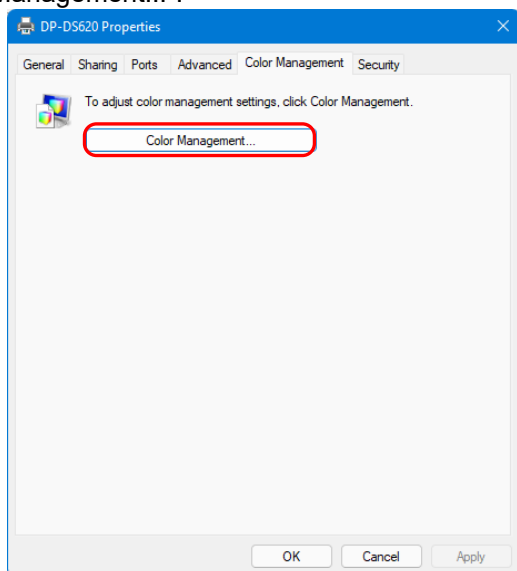 management... .
DP-DS620 Properties
General Sharing Ports Advanced Color Management Security
To adjust color management settings, click Color Management.
Color Management...
OK Cancel Apply